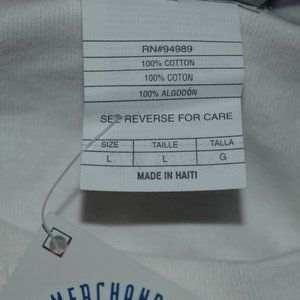 RN#94989
100% COTTON
100% COTON
100% ALGODÓN
SEE REVERSE FOR CARE
SIZE TAILLE TALLA
L L G
MADE IN HAITI